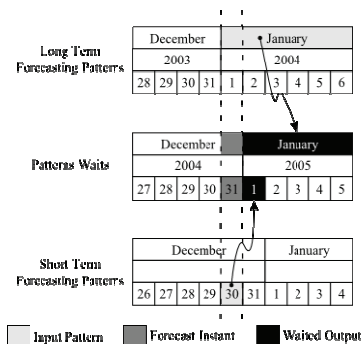 December January
Long Term
Forecasting Patterns
2003 2004
28 29 30 31 1 2 3 4 5 6
December January
Patterns Waits
2004 2005
27 28 29 30 31 1 2 3 4 5
December January
Short Term
Forecasting Patterns
26 27 28 29 30 31 1 2 3 4
Input Pattern Forecast Instant Waited Output